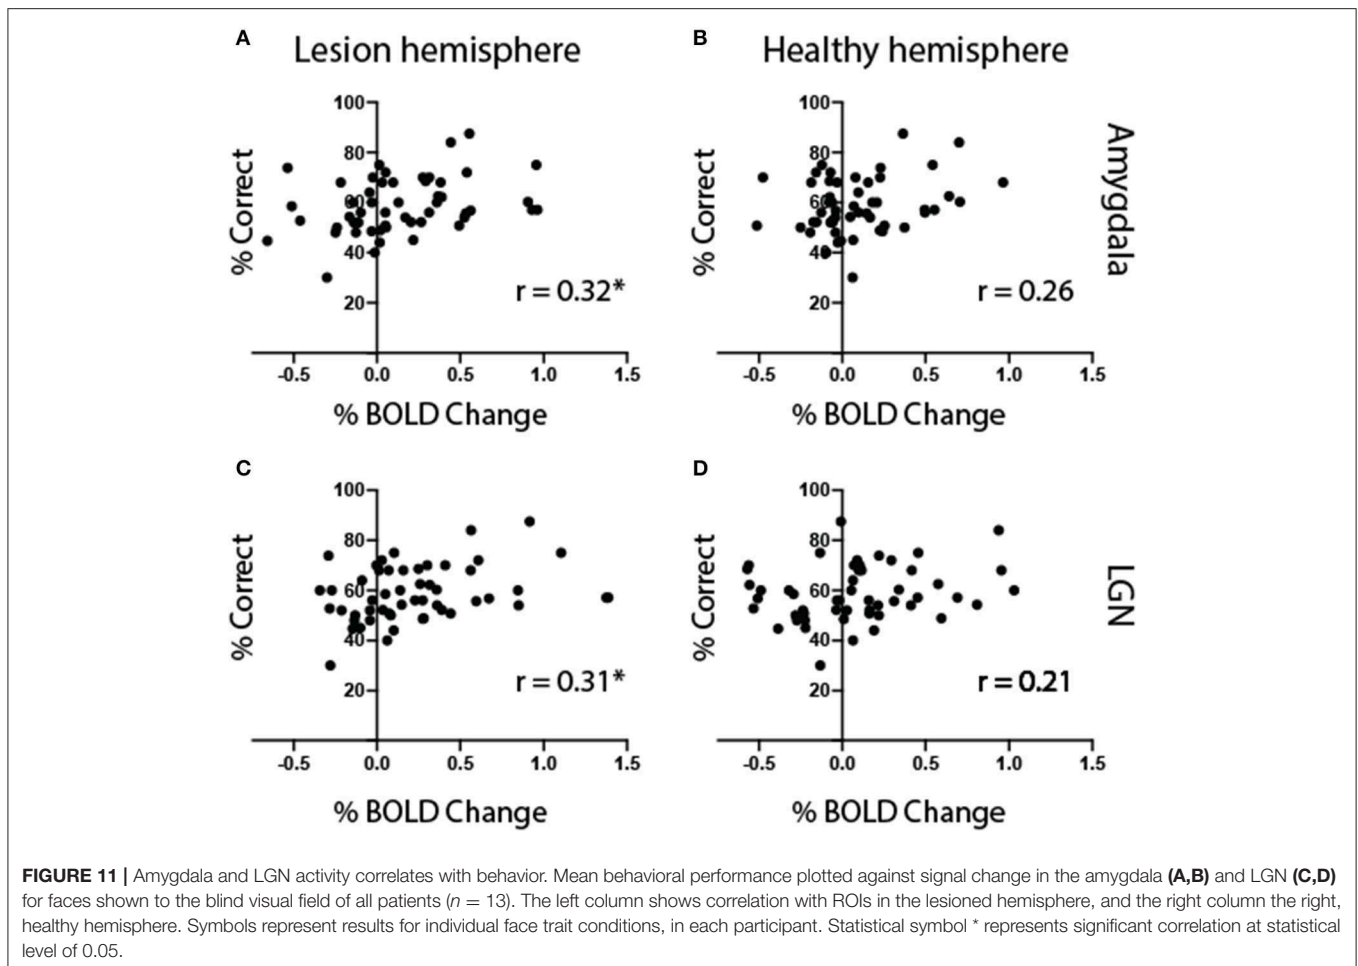 A
Lesion hemisphere
B
Healthy hemisphere
% Correct
100
80
60
40
20
r = 0.32*
-0.5 0.0 0.5 1.0 1.5
% BOLD Change
% Correct
100
80
60
40
20
r = 0.26
-0.5 0.0 0.5 1.0 1.5
% BOLD Change
Amygdala
C
% Correct
100
80
60
40
20
r = 0.31*
-0.5 0.0 0.5 1.0 1.5
% BOLD Change
D
% Correct
100
80
60
40
20
r = 0.21
-0.5 0.0 0.5 1.0 1.5
% BOLD Change
LGN
FIGURE 11 | Amygdala and LGN activity correlates with behavior. Mean behavioral performance plotted against signal change in the amygdala (A,B) and LGN (C,D)
for faces shown to the blind visual field of all patients (n = 13). The left column shows correlation with ROIs in the lesioned hemisphere, and the right column the right,
healthy hemisphere. Symbols represent results for individual face trait conditions, in each participant. Statistical symbol * represents significant correlation at statistical
level of 0.05.